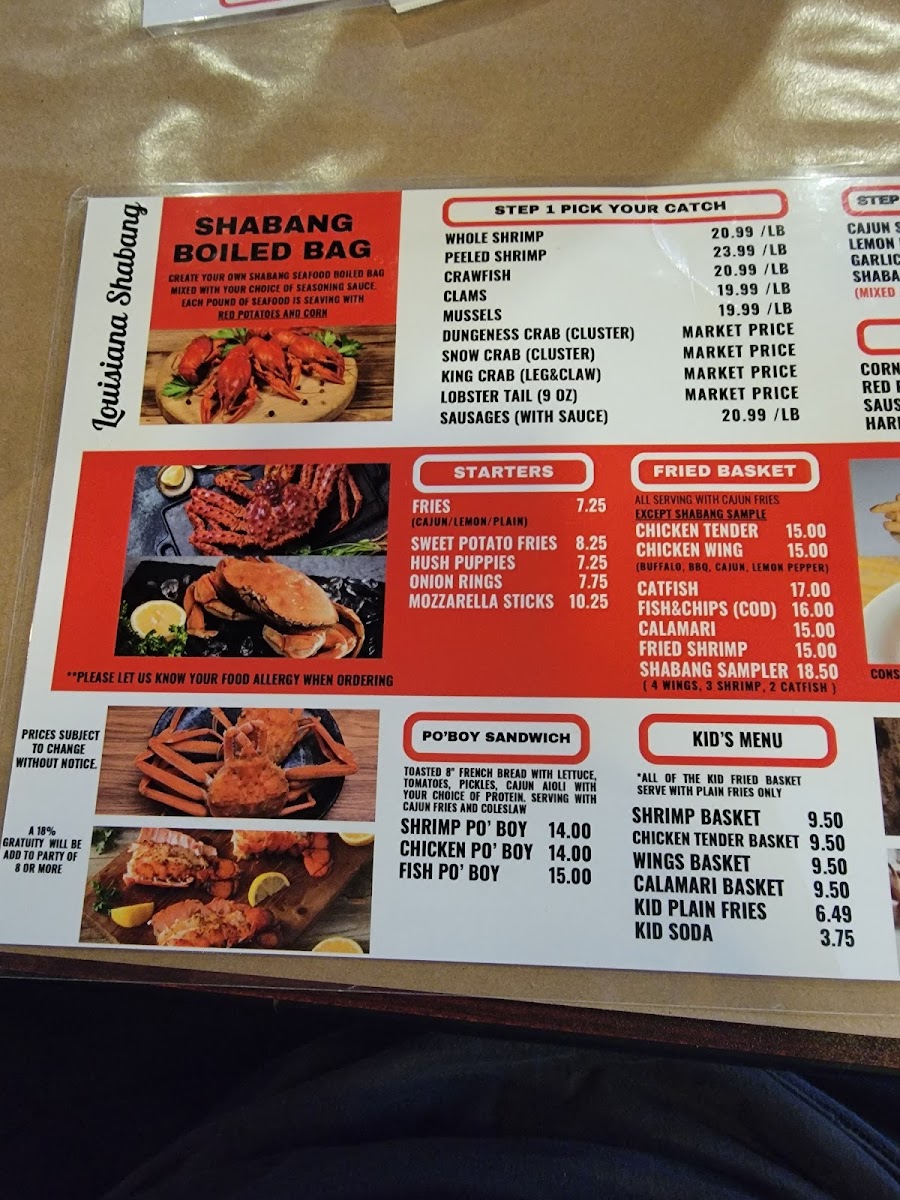 Louisiana Shabang
SHABANG
BOILED BAG
CREATE YOUR OWN SHABANG SEAFOOD BOILED BAG
MIXED WITH YOUR CHOICE OF SEASONING SAUCE.
EACH POUND OF SEAFOOD IS SEAVING WITH
RED POTATOES AND CORN
STEP 1 PICK YOUR CATCH
WHOLE SHRIMP 20.99 /LB
PEELED SHRIMP 23.99 /LB
CRAWFISH 20.99 /LB
CLAMS 19.99 /LB
MUSSELS 19.99 /LB
DUNGENESS CRAB (CLUSTER) MARKET PRICE
SNOW CRAB (CLUSTER) MARKET PRICE
KING CRAB (LEG&CLAW) MARKET PRICE
LOBSTER TAIL (9 OZ) MARKET PRICE
SAUSAGES (WITH SAUCE) 20.99 /LB
STEP
CAJUN S
LEMON
GARLIC
SHABA
(MIXED
CORN
RED
SAUS
HAR
STARTERS
FRIES 7.25
(CAJUN/LEMON/PLAIN)
SWEET POTATO FRIES 8.25
HUSH PUPPIES 7.25
ONION RINGS 7.75
MOZZARELLA STICKS 10.25
FRIED BASKET
ALL SERVING WITH CAJUN FRIES
EXCEPT SHABANG SAMPLE
CHICKEN TENDER 15.00
CHICKEN WING 15.00
(BUFFALO, BBQ, CAJUN, LEMON PEPPER)
CATFISH 17.00
FISH&CHIPS (COD) 16.00
CALAMARI 15.00
FRIED SHRIMP 15.00
SHABANG SAMPLER 18.50
( 4 WINGS, 3 SHRIMP, 2 CATFISH )
CONS
**PLEASE LET US KNOW YOUR FOOD ALLERGY WHEN ORDERING
PRICES SUBJECT
TO CHANGE
WITHOUT NOTICE.
A 18%
GRATUITY WILL BE
ADD TO PARTY OF
8 OR MORE
PO'BOY SANDWICH
TOASTED 8" FRENCH BREAD WITH LETTUCE,
TOMATOES, PICKLES, CAJUN AIOLI WITH
YOUR CHOICE OF PROTEIN, SERVING WITH
CAJUN FRIES AND COLESLAW
SHRIMP PO' BOY 14.00
CHICKEN PO' BOY 14.00
FISH PO' BOY 15.00
KID'S MENU
*ALL OF THE KID FRIED BASKET
SERVE WITH PLAIN FRIES ONLY
SHRIMP BASKET 9.50
CHICKEN TENDER BASKET 9.50
WINGS BASKET 9.50
CALAMARI BASKET 9.50
KID PLAIN FRIES 6.49
KID SODA 3.75